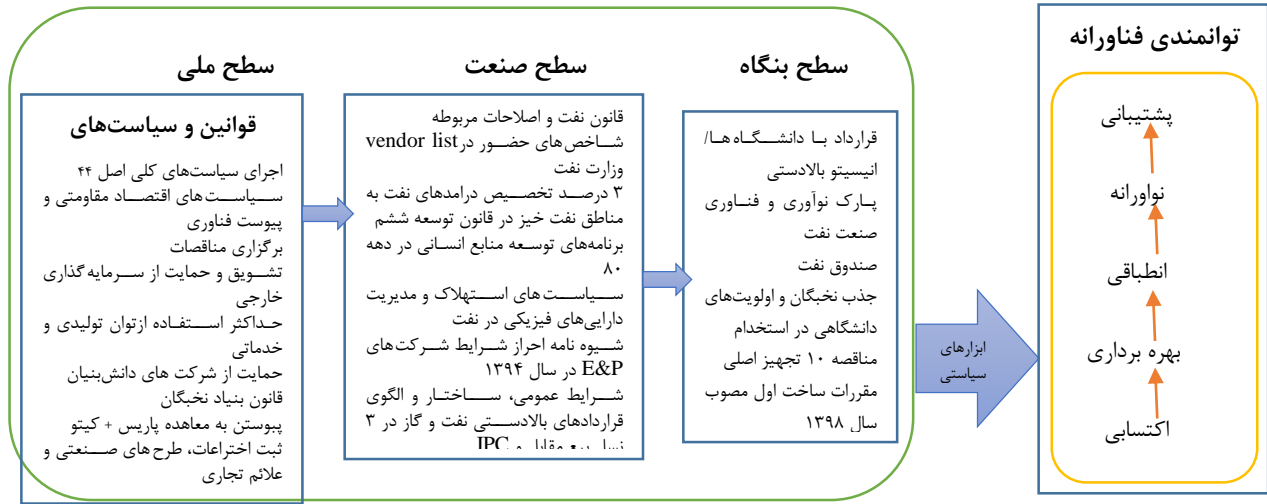 سطح ملی
قوانین و سیاست‌های
اجرای سیاست‌های کلی اصل ۴۴
سیاست‌های اقتصاد مقاومتی و
پیوست فناوری
برگزاری مناقصات
تشویق و حمایت از سرمایه گذاری
خارجی
حداکثر استفاده ازتوان تولیدی و
خدماتی
حمایت از شرکت های دانش‌بنیان
قانون بنیاد نخبگان
پیوستن به معاهده پاریس + کیتو
ثبت اختراعات، طرح های صنعتی و
علائم تجاری
سطح صنعت
قانون نفت و اصلاحات مربوطه
شاخص‌های حضور در vendor list
وزارت نفت
۳ درصد تخصیص درامدهای نفت به
مناطق نفت خیز در قانون توسعه ششم
برنامه‌های توسعه منابع انسانی در دهه
۸۰
سیاست‌های استهلاک و مدیریت
دارایی‌های فیزیکی در نفت
شیوه نامه احراز شرایط شرکت‌های
E&P در سال ۱۳۹۴
شرایط عمومی، ساختار و الگوی
قراردادهای بالادستی نفت و گاز در ۳
نسل بیع مقابل و IPC
سطح بنگاه
قرارداد با دانشگاه‌ها/
انیسیتو بالادستی
پارک نوآوری و فناوری
صنعت نفت
صندوق نفت
جذب نخبگان و اولویت‌های
دانشگاهی در استخدام
مناقصه ۱۰ تجهیز اصلی
مقررات ساخت اول مصوب
سال ۱۳۹۸
ابزارهای
سیاستی
توانمندی فناورانه
پشتیبانی
نواورانه
انطباقی
بهره برداری
اکتسابی